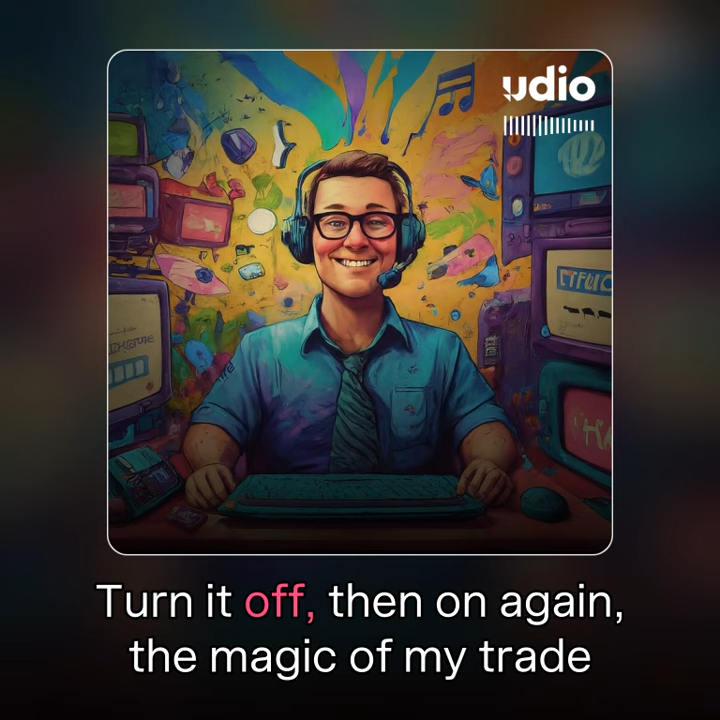 udio
Turn it off, then on again,
the magic of my trade